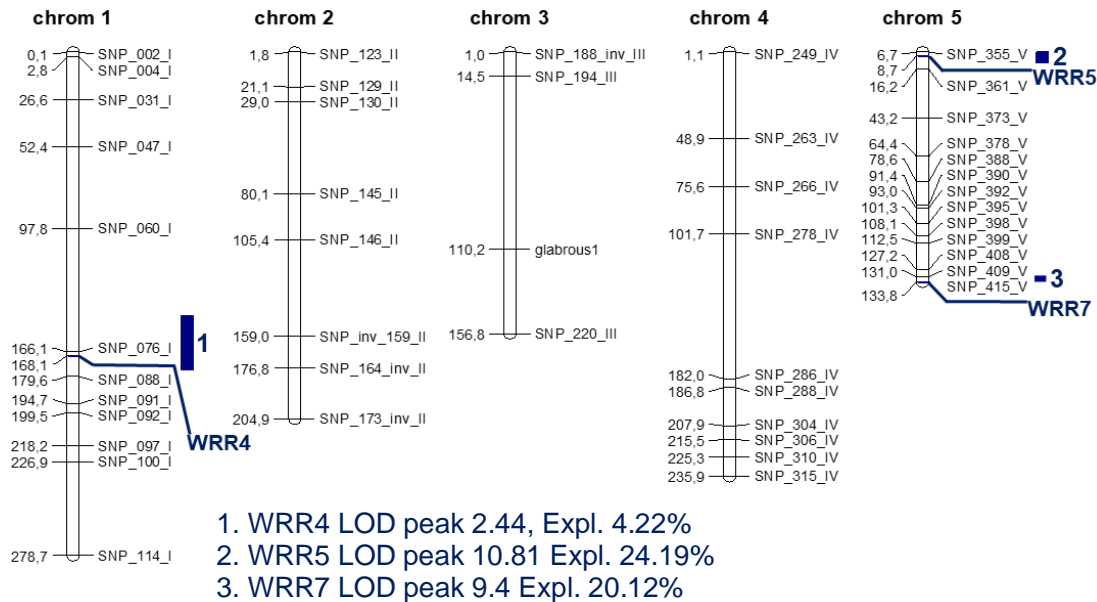 chrom 1
0,1 SNP_002_I
2,8 SNP_004_I
26,6 SNP_031_I
52,4 SNP_047_I
97,8 SNP_060_I
166,1 SNP_076_I
168,1
179,6 SNP_088_I
194,7 SNP_091_I
199,5 SNP_092_I
218,2 SNP_097_I
226,9 SNP_100_I
278,7 SNP_114_I
1
WRR4
chrom 2
1,8 SNP_123_II
21,1 SNP_129_II
29,0 SNP_130_II
80,1 SNP_145_II
105,4 SNP_146_II
159,0 SNP_inv_159_II
176,8 SNP_164_inv_II
204,9 SNP_173_inv_II
chrom 3
1,0 SNP_188_inv_III
14,5 SNP_194_III
110,2 glabrous1
156,8 SNP_220_III
chrom 4
1,1 SNP_249_IV
48,9 SNP_263_IV
75,6 SNP_266_IV
101,7 SNP_278_IV
182,0 SNP_286_IV
186,8 SNP_288_IV
207,9 SNP_304_IV
215,5 SNP_306_IV
225,3 SNP_310_IV
235,9 SNP_315_IV
chrom 5
6,7 SNP_355_V
8,7
16,2 SNP_361_V
43,2 SNP_373_V
64,4 SNP_378_V
78,6 SNP_388_V
91,4 SNP_390_V
93,0 SNP_392_V
101,3 SNP_395_V
108,1 SNP_398_V
112,5 SNP_399_V
127,2 SNP_408_V
131,0 SNP_409_V
133,8 SNP_415_V
2
WRR5
3
WRR7
1. WRR4 LOD peak 2.44, Expl. 4.22%
2. WRR5 LOD peak 10.81 Expl. 24.19%
3. WRR7 LOD peak 9.4 Expl. 20.12%